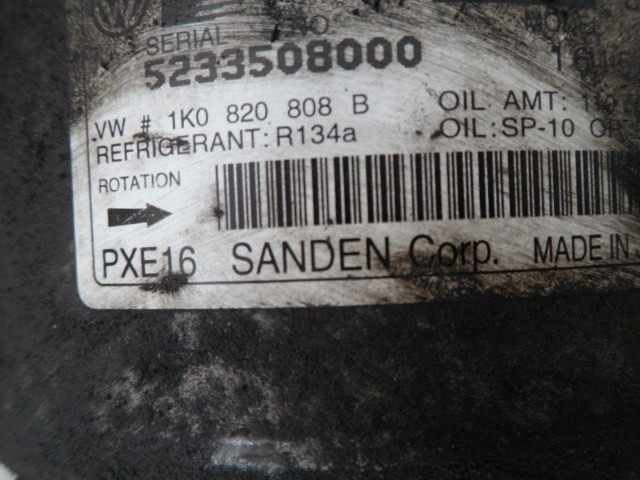 SERIAL NO.
5233508000
VW # 1K0 820 808 B OIL AMT:
REFRIGERANT: R134a OIL: SP-10
ROTATION
PXE16 SANDEN Corp. MADE IN